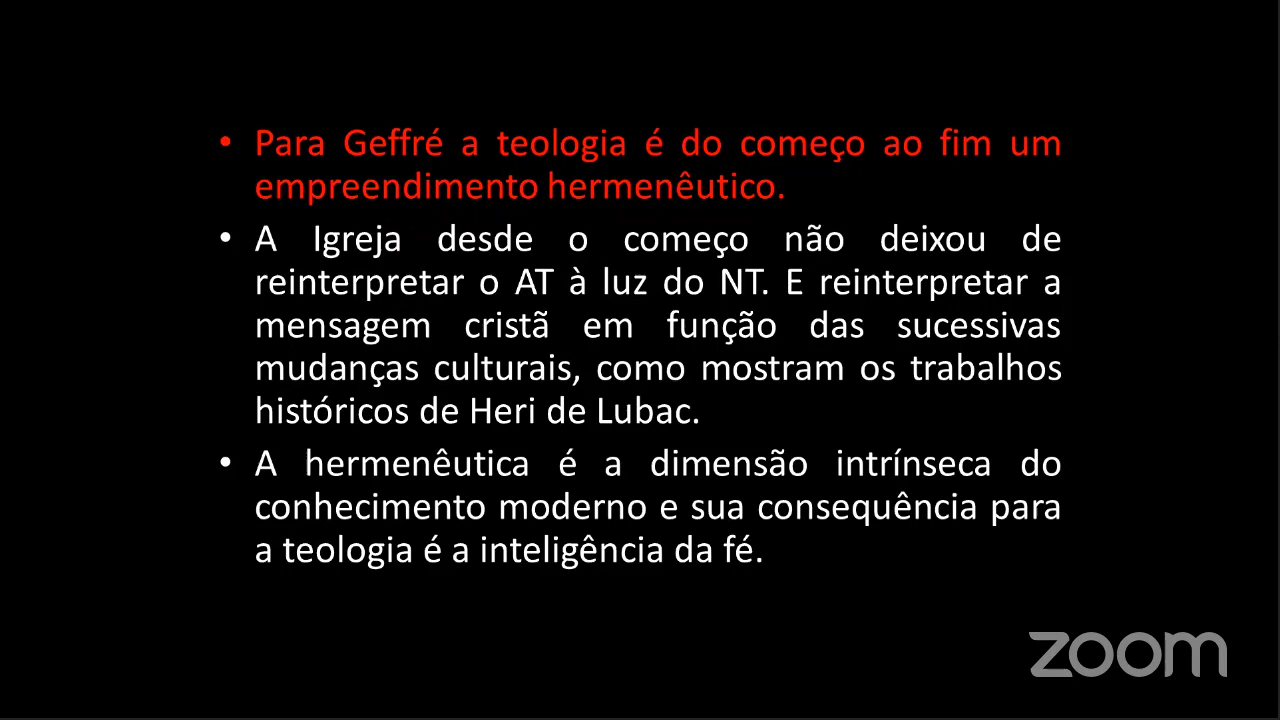 • Para Geffré a teologia é do começo ao fim um
empreendimento hermenêutico.
• A Igreja desde o começo não deixou de
reinterpretar o AT à luz do NT. E reinterpretar a
mensagem cristã em função das sucessivas
mudanças culturais, como mostram os trabalhos
históricos de Heri de Lubac.
• A hermenêutica é a dimensão intrínseca do
conhecimento moderno e sua consequência para
a teologia é a inteligência da fé.
zoom